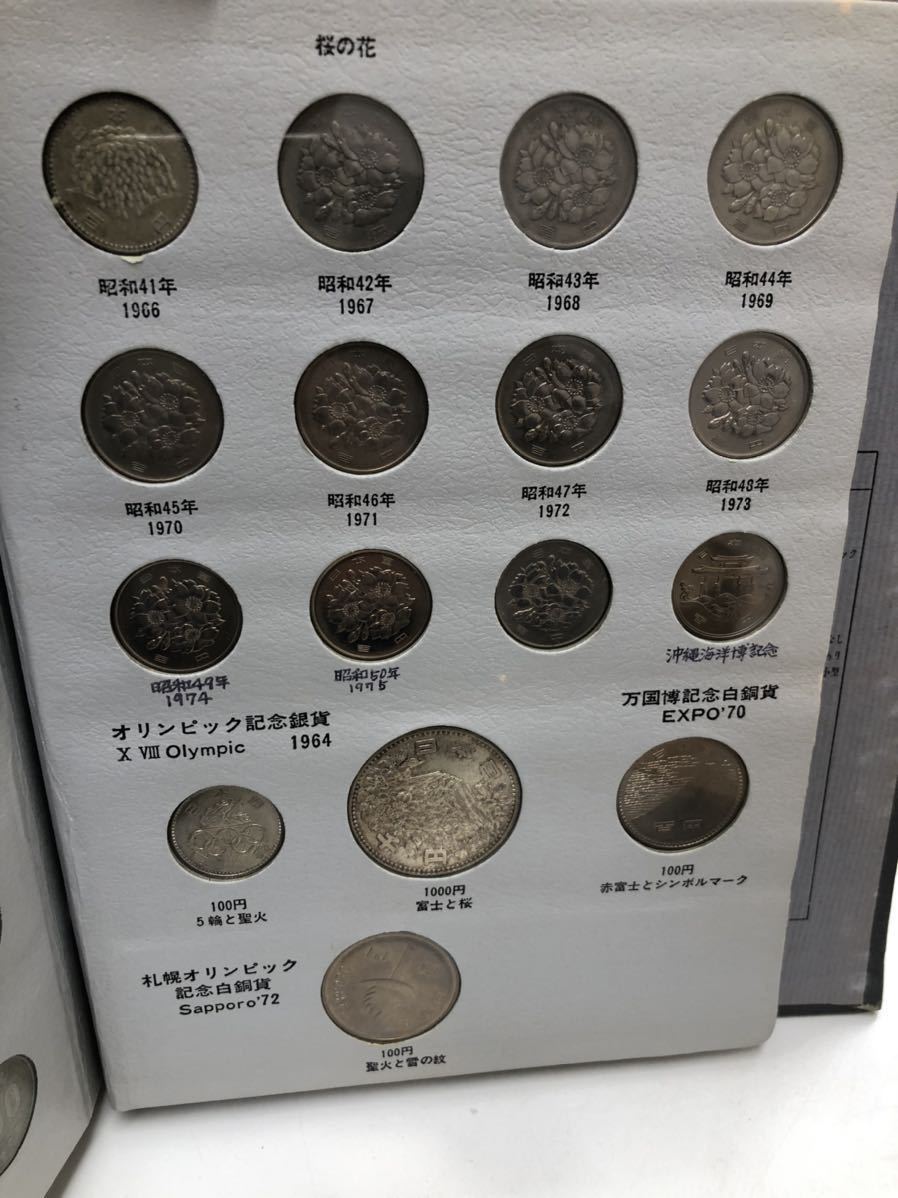 桜の花
昭和41年 昭和42年 昭和43年 昭和44年
1966 1967 1968 1969
昭和45年 昭和46年 昭和47年 昭和48年
1970 1971 1972 1973
昭和49年 昭和50年 沖縄海洋博記念
1974 1975
オリンピック記念銀貨 万国博記念白銅貨
X Ⅷ Olympic 1964 EXPO'70
100円 1000円 100円
5輪と聖火 富士と桜 赤富士とシンボルマーク
札幌オリンピック
記念白銅貨
Sapporo'72
100円
聖火と雪の紋